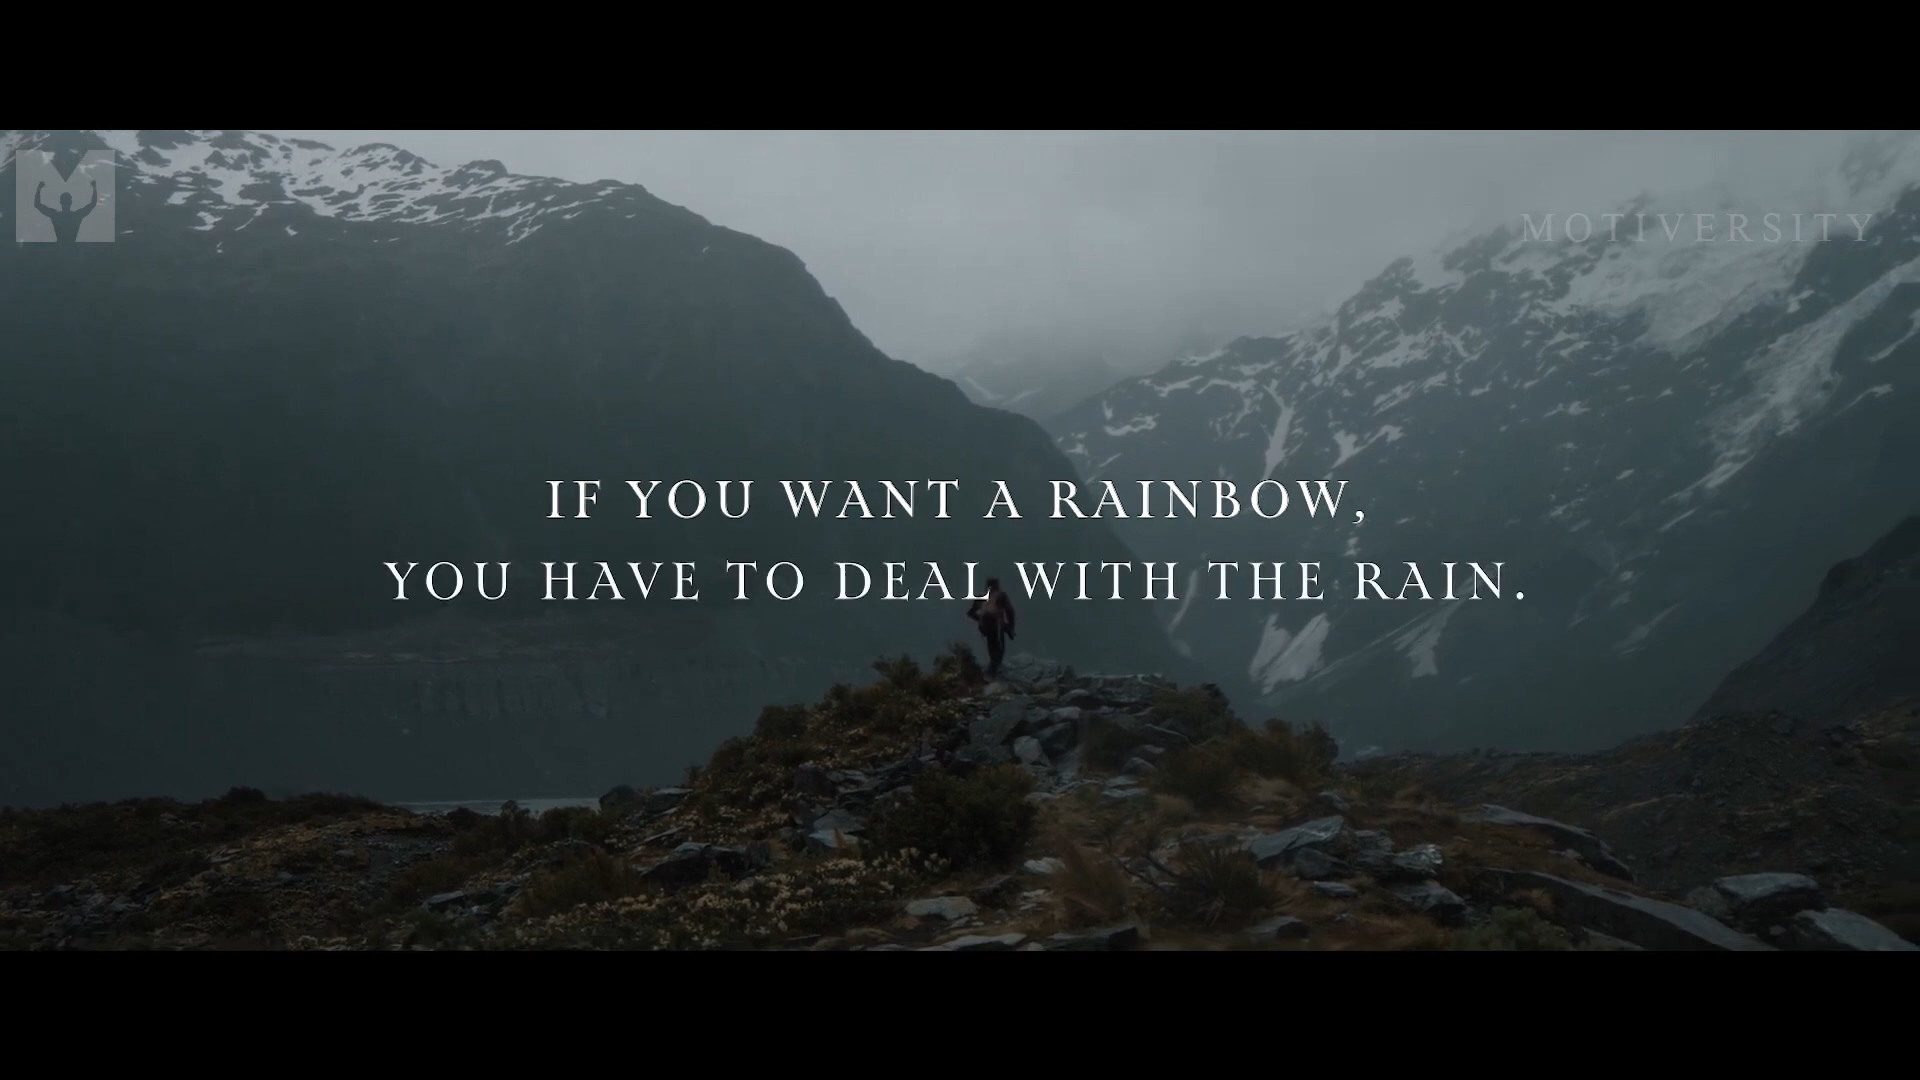 MOTIVERSITY
IF YOU WANT A RAINBOW,
YOU HAVE TO DEAL WITH THE RAIN.